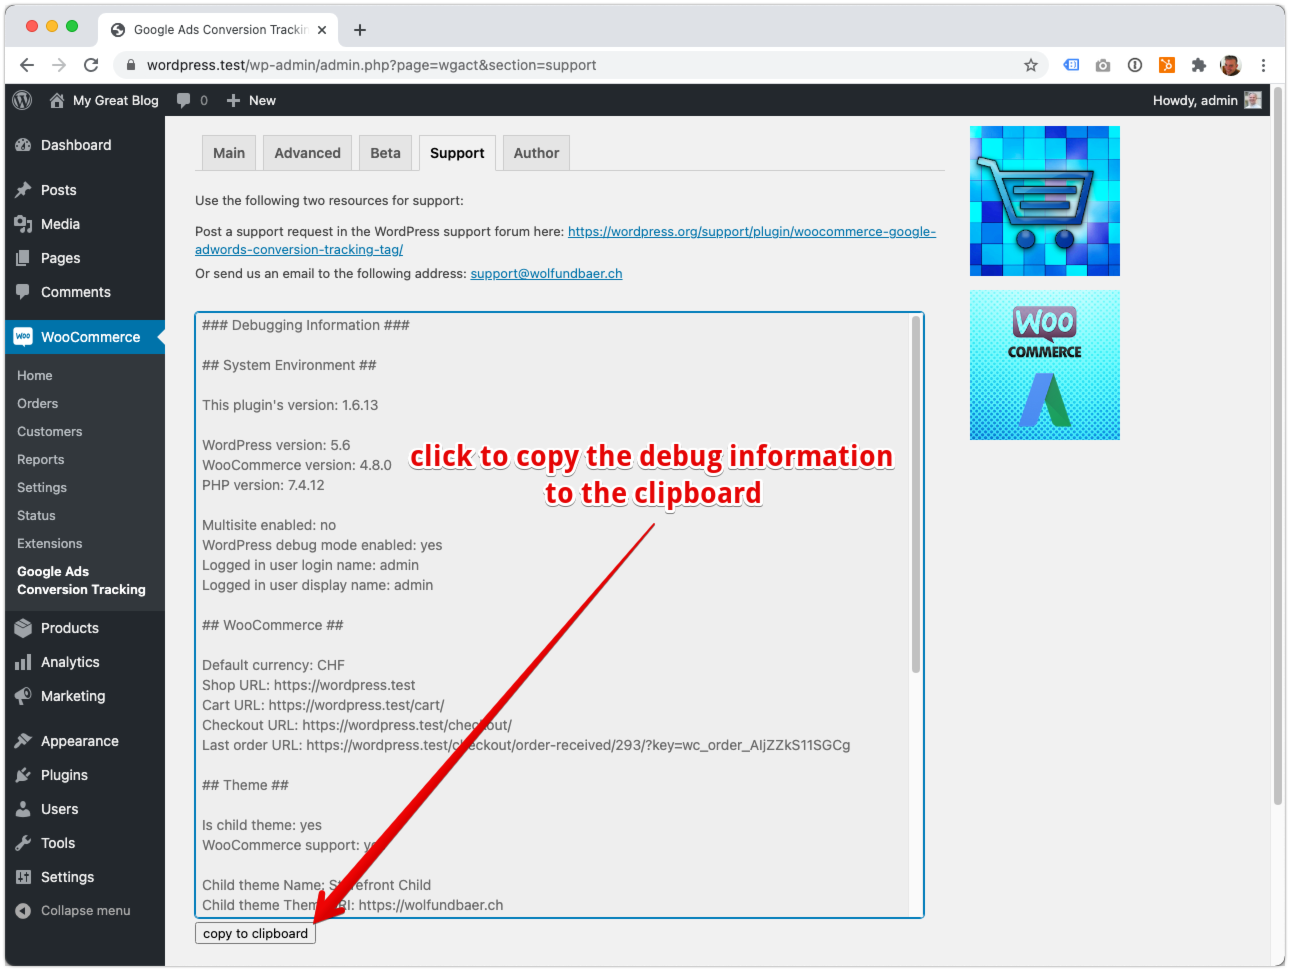 Google Ads Conversion Trackin
wordpress.test/wp-admin/admin.php?page=wgact&section=support
My Great Blog
0
New
Howdy, admin
Dashboard
Posts
Media
Pages
Comments
WooCommerce
Home
Orders
Customers
Reports
Settings
Status
Extensions
Google Ads
Conversion Tracking
Products
Analytics
Marketing
Appearance
Plugins
Users
Tools
Settings
Collapse menu
Main
Advanced
Beta
Support
Author
Use the following two resources for support:
Post a support request in the WordPress support forum here: https://wordpress.org/support/plugin/woocommerce-google-
adwords-conversion-tracking-tag/
Or send us an email to the following address: support@wolfundbaer.ch
### Debugging Information ###
## System Environment ##
This plugin's version: 1.6.13
WordPress version: 5.6
WooCommerce version: 4.8.0
PHP version: 7.4.12
click to copy the debug information
to the clipboard
Multisite enabled: no
WordPress debug mode enabled: yes
Logged in user login name: admin
Logged in user display name: admin
## WooCommerce ##
Default currency: CHF
Shop URL: https://wordpress.test
Cart URL: https://wordpress.test/cart/
Checkout URL: https://wordpress.test/checkout/
Last order URL: https://wordpress.test/checkout/order-received/293/?key=wc_order_AIjZZkS11SGCg
## Theme ##
Is child theme: yes
WooCommerce support: yes
Child theme Name: Storefront Child
Child theme ThemeURI: https://wolfundbaer.ch
copy to clipboard
WOO
COMMERCE